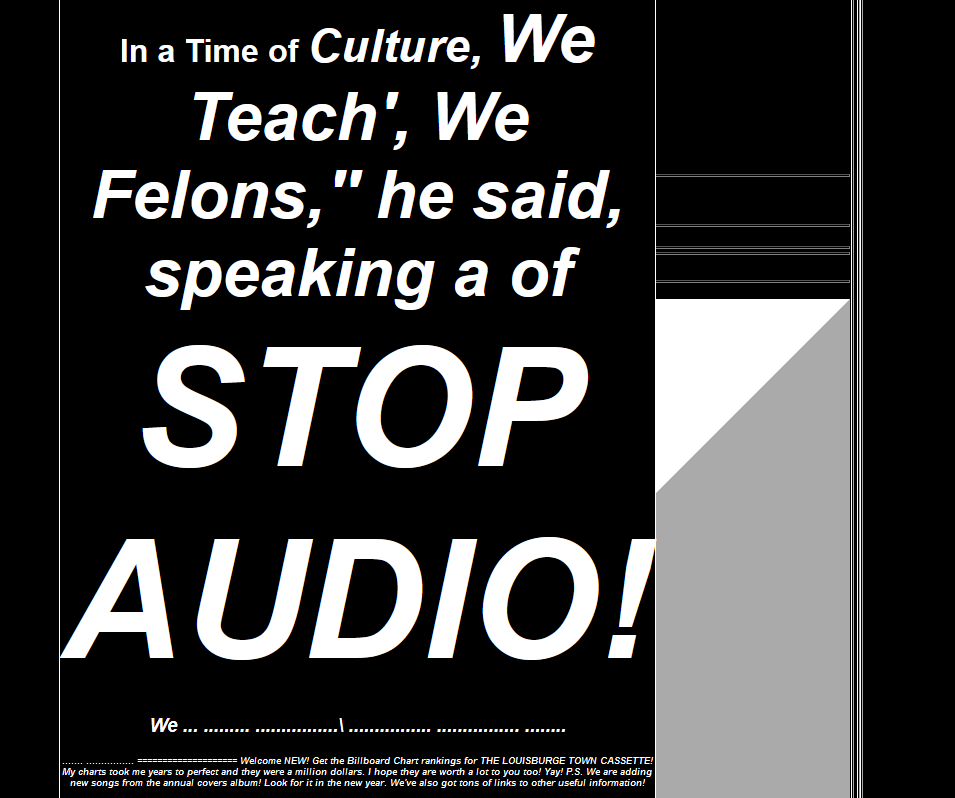 In a Time of Culture, We
Teach', We
Felons," he said,
speaking a of
STOP
AUDIO!
We ... ......... ................\ ................ ................ ........
....... ................ ==================== Welcome NEW! Get the Billboard Chart rankings for THE LOUISBURGE TOWN CASSETTE!
My charts took me years to perfect and they were a million dollars. I hope they are worth a lot to you too! Yay! P.S. We are adding
new songs from the annual covers album! Look for it in the new year. We've also got tons of links to other useful information!